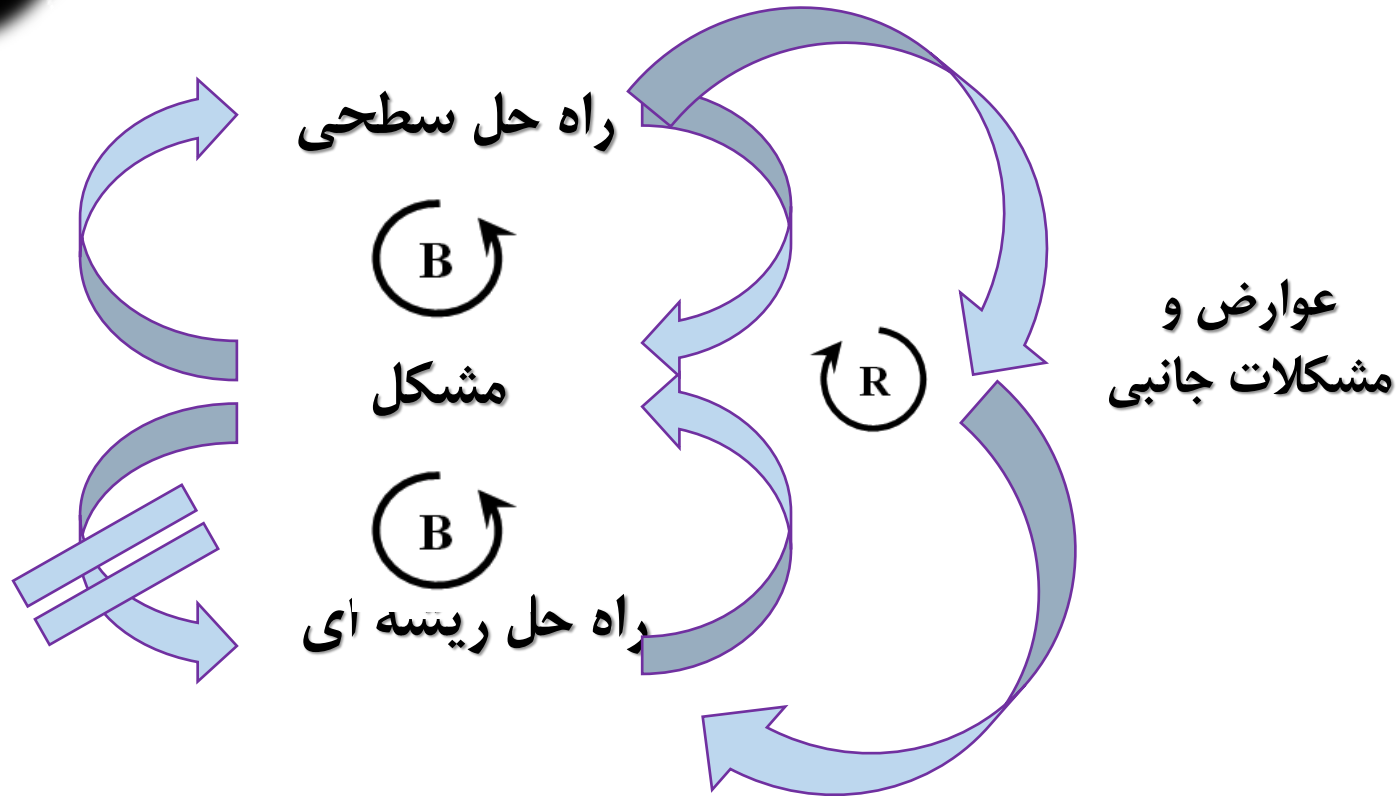 راه حل سطحی
B
عوارض و
مشکلات جانبی
مشکل
R
B
راه حل ریشه ای